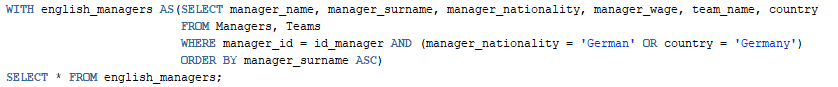 WITH english_managers AS(SELECT manager_name, manager_surname, manager_nationality, manager_wage, team_name, country
FROM Managers, Teams
WHERE manager_id = id_manager AND (manager_nationality = 'German' OR country = 'Germany')
ORDER BY manager_surname ASC)
SELECT * FROM english_managers;